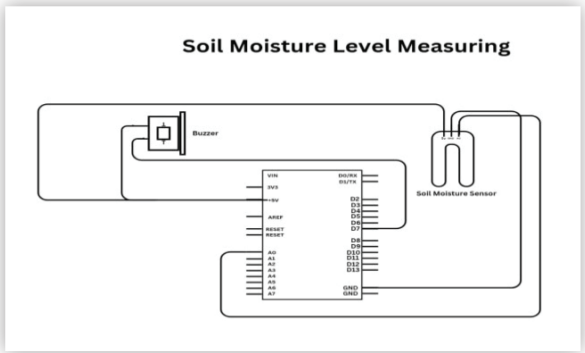 Soil Moisture Level Measuring
Buzzer
Soil Moisture Sensor
VIN
3V3
+5V
AREF
RESET
RESET
A0
A1
A2
A3
A4
A5
A6
A7
D0/RX
D1/TX
D2
D3
D4
D5
D6
D7
D8
D9
D10
D11
D12
D13
GND
GND